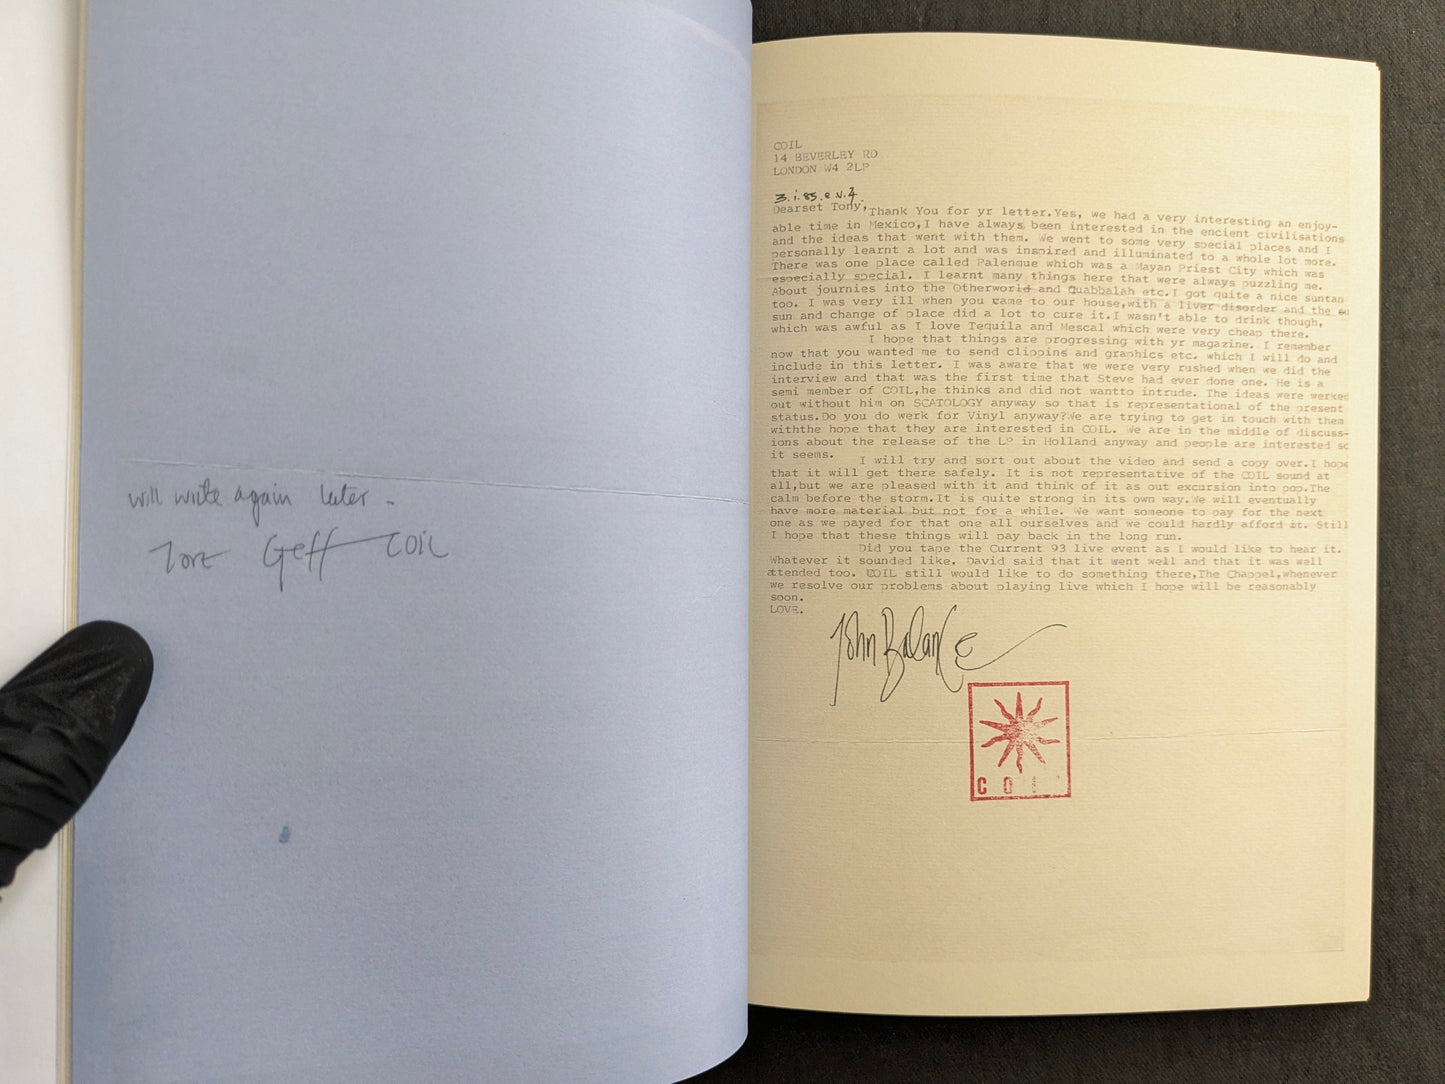 will write again later -
love Geff COIL
COIL
14 BEVERLEY RD
LONDON W4 2LP
3.i.85.e.v.
Dearset Tony,
Thank You for yr letter.Yes, we had a very interesting an enjoy-
able time in Mexico,I have always been interested in the encient civilisations
and the ideas that went with them. We went to some very special places and I
personally learnt a lot and was inspired and illuminated to a whole lot more.
There was one place called Palenque which was a Mayan Priest City which was
especially special. I learnt many things here that were always puzzling me.
About journies into the Otherworld and Quabbalah etc.I got quite a nice suntan
too. I was very ill when you came to our house,with a liver disorder and the
sun and change of place did a lot to cure it.I wasn't able to drink though,
which was awful as I love Tequila and Mescal which were very cheap there.
I hope that things are progressing with yr magazine. I remember
now that you wanted me to send clippins and graphics etc. which I will do and
include in this letter. I was aware that we were very rushed when we did the
interview and that was the first time that Steve had ever done one. He is a
semi member of COIL,he thinks and did not wantto intrude. The ideas were werked
out without him on SCATOLOGY anyway so that is representational of the present
status.Do you do werk for Vinyl anyway?We are trying to get in touch with them
withthe hope that they are interested in COIL. We are in the middle of discuss-
ions about the release of the LP in Holland anyway and people are interested so
it seems.
I will try and sort out about the video and send a copy over.I hope
that it will get there safely. It is not representative of the COIL sound at
all,but we are pleased with it and think of it as out excursion into pop.The
calm before the storm.It is quite strong in its own way.We will eventually
have more material but not for a while. We want someone to pay for the next
one as we payed for that one all ourselves and we could hardly afford it. Still
I hope that these things will pay back in the long run.
Did you tape the Current 93 live event as I would like to hear it.
Whatever it sounded like. David said that it went well and that it was well
attended too. COIL still would like to do something there,The Chappel,whenever
we resolve our problems about playing live which I hope will be reasonably
soon.
LOVE.
John Balance
COI